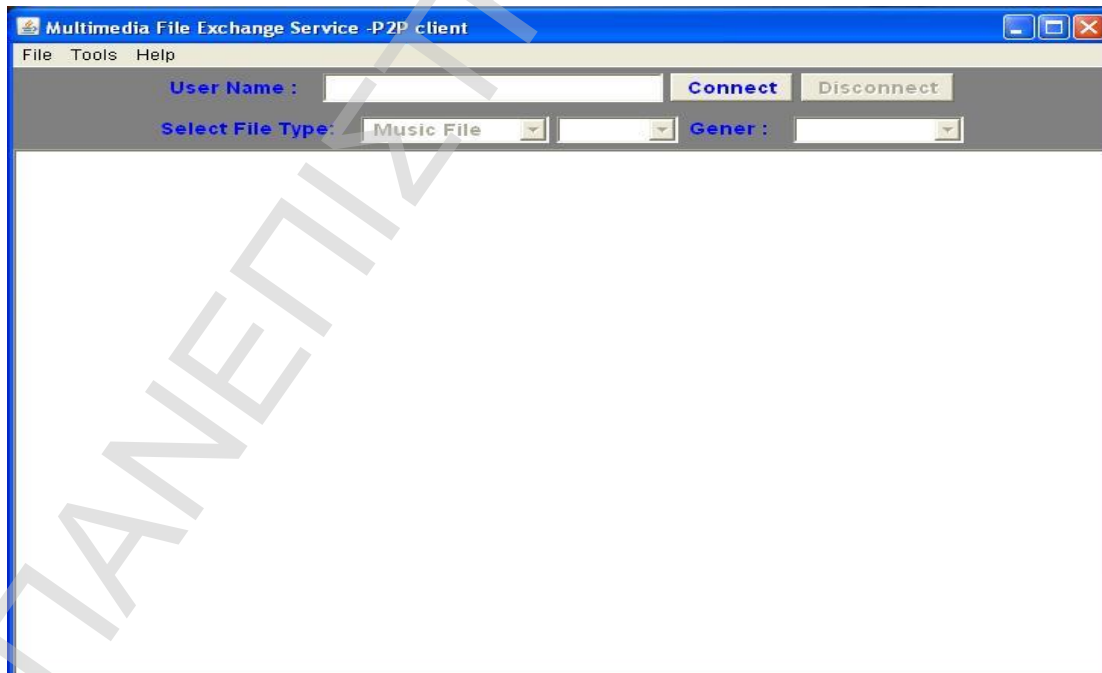 Multimedia File Exchange Service -P2P client
File Tools Help
User Name : Connect Disconnect
Select File Type: Music File Gener :
ΠΑΝΕΠΙΣΤ